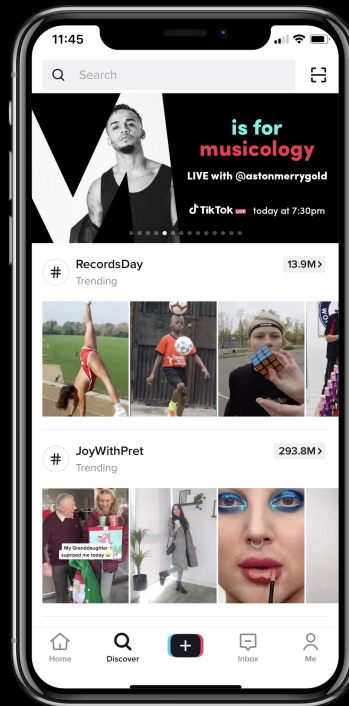 11:45
Search
is for
musicology
LIVE with @astonmerrygold
TikTok LIVE today at 7:30pm
# RecordsDay 13.9M>
Trending
# JoyWithPret 293.8M>
Trending
My Granddaughter
suprised me today
Home Discover Inbox Me